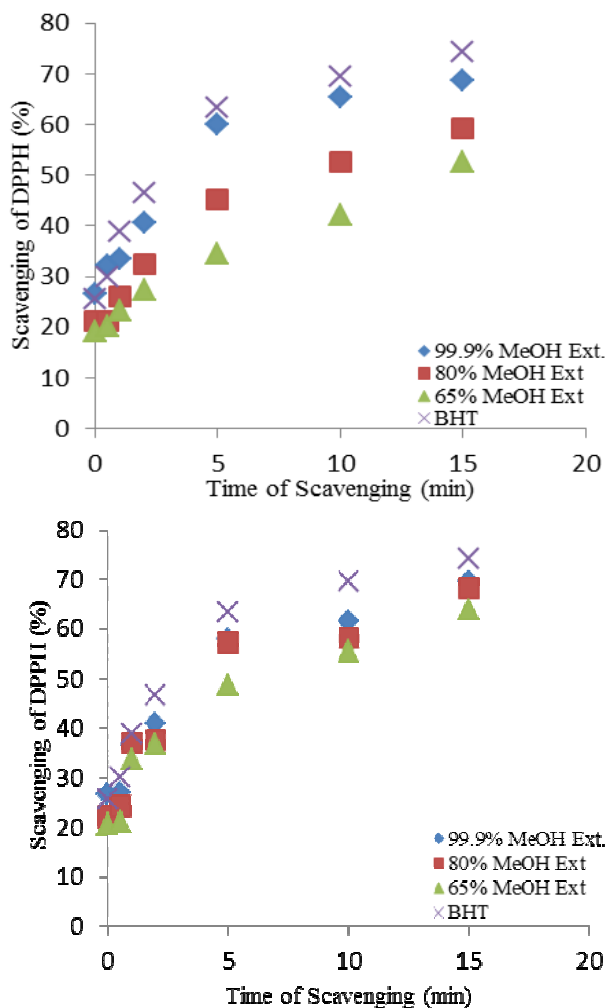 Scavenging of DPPH (%)
80
70
60
50
40
30
20
10
0
99.9% MeOH Ext.
80% MeOH Ext
65% MeOH Ext
BHT
0 5 10 15 20
Time of Scavenging (min)
Scavenging of DPPH (%)
80
70
60
50
40
30
20
10
0
99.9% MeOH Ext.
80% MeOH Ext
65% MeOH Ext
BHT
0 5 10 15 20
Time of Scavenging (min)